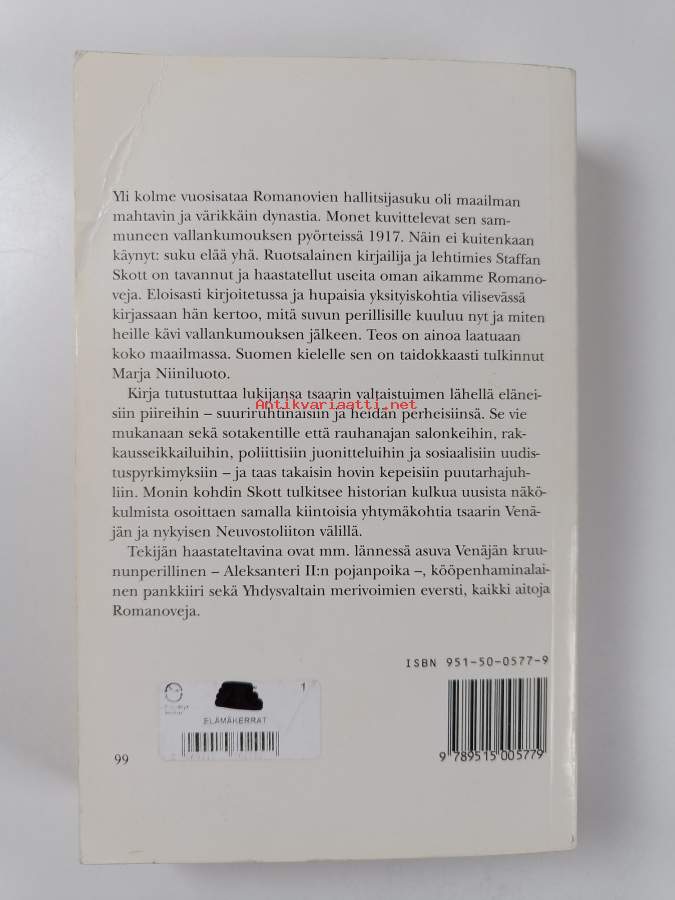 Yli kolme vuosisataa Romanovien hallitsijasuku oli maailman
mahtavin ja värikkäin dynastia. Monet kuvittelevat sen sam-
muneen vallankumouksen pyörteissä 1917. Näin ei kuitenkaan
käynyt: suku elää yhä. Ruotsalainen kirjailija ja lehtimies Staffan
Skott on tavannut ja haastatellut useita oman aikamme Romano-
veja. Eloisasti kirjoitetussa ja hupaisia yksityiskohtia vilisevässä
kirjassaan hän kertoo, mitä suvun perillisille kuuluu nyt ja miten
heille kävi vallankumouksen jälkeen. Teos on ainoa laatuaan
koko maailmassa. Suomen kielelle sen on taidokkaasti tulkinnut
Marja Niiniluoto.
Kirja tutustuttaa lukijansa tsaarin valtaistuimen lähellä elänei-
Antikvariaatti.net
siin piireihin – suuriruhtinaisiin ja heidän perheisiinsä. Se vie
mukanaan sekä sotakentille että rauhanajan salonkeihin, rak-
kausseikkailuihin, poliittisiin juonitteluihin ja sosiaalisiin uudis-
tuspyrkimyksiin – ja taas takaisin hovin kepeisiin puutarhajuh-
liin. Monin kohdin Skott tulkitsee historian kulkua uusista näkö-
kulmista osoittaen samalla kiintoisia yhtymäkohtia tsaarin Venä-
jän ja nykyisen Neuvostoliiton välillä.
Tekijän haastateltavina ovat mm. lännessä asuva Venäjän kruu-
nunperillinen – Aleksanteri II:n pojanpoika –, kööpenhaminalai-
nen pankkiiri sekä Yhdysvaltain merivoimien eversti, kaikki aitoja
Romanoveja.
ISBN 951-50-0577-9
1
ELÄMÄKERRAT
99
9 789515 005779